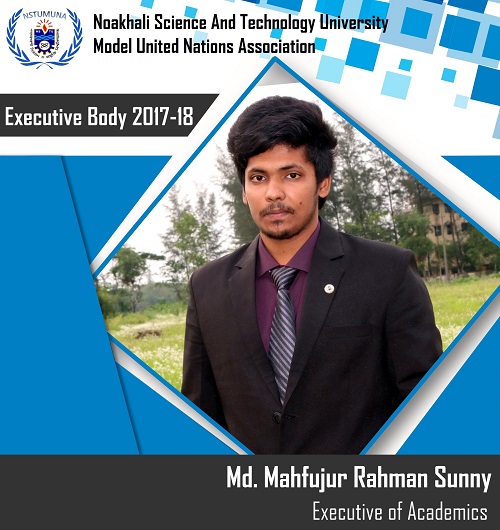 NSTUMUNA
Noakhali Science And Technology University
Model United Nations Association
Executive Body 2017-18
Md. Mahfujur Rahman Sunny
Executive of Academics